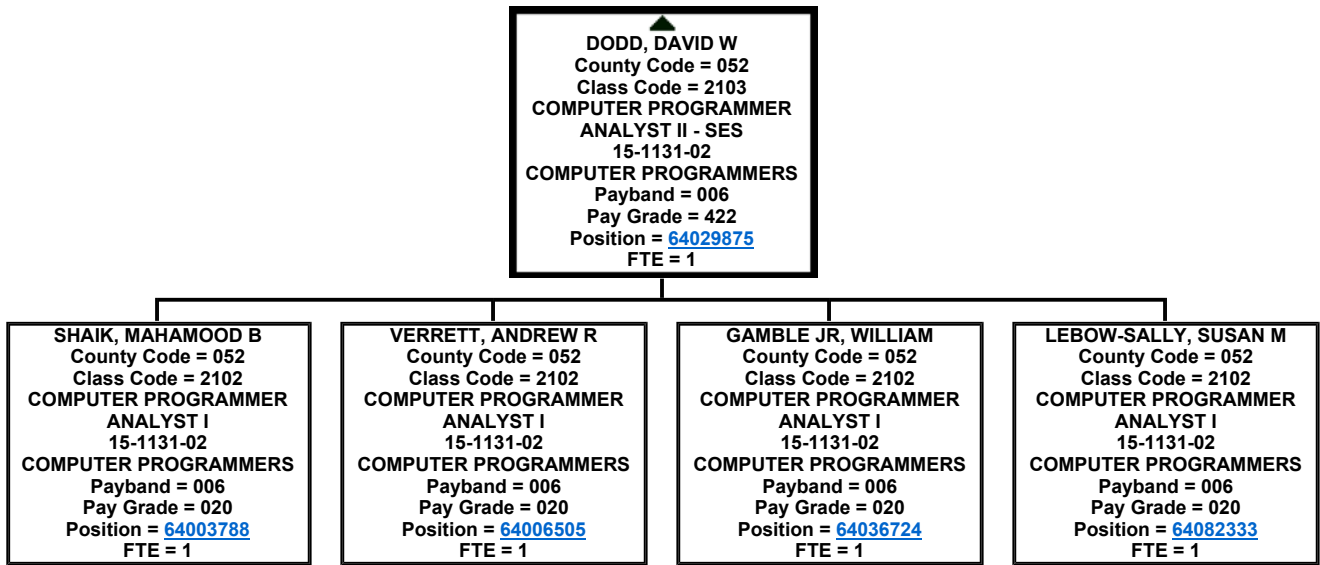 DODD, DAVID W
County Code = 052
Class Code = 2103
COMPUTER PROGRAMMER
ANALYST II - SES
15-1131-02
COMPUTER PROGRAMMERS
Payband = 006
Pay Grade = 422
Position = 64029875
FTE = 1
SHAIK, MAHAMOOD B
County Code = 052
Class Code = 2102
COMPUTER PROGRAMMER
ANALYST I
15-1131-02
COMPUTER PROGRAMMERS
Payband = 006
Pay Grade = 020
Position = 64003788
FTE = 1
VERRETT, ANDREW R
County Code = 052
Class Code = 2102
COMPUTER PROGRAMMER
ANALYST I
15-1131-02
COMPUTER PROGRAMMERS
Payband = 006
Pay Grade = 020
Position = 64006505
FTE = 1
GAMBLE JR, WILLIAM
County Code = 052
Class Code = 2102
COMPUTER PROGRAMMER
ANALYST I
15-1131-02
COMPUTER PROGRAMMERS
Payband = 006
Pay Grade = 020
Position = 64036724
FTE = 1
LEBOW-SALLY, SUSAN M
County Code = 052
Class Code = 2102
COMPUTER PROGRAMMER
ANALYST I
15-1131-02
COMPUTER PROGRAMMERS
Payband = 006
Pay Grade = 020
Position = 64082333
FTE = 1